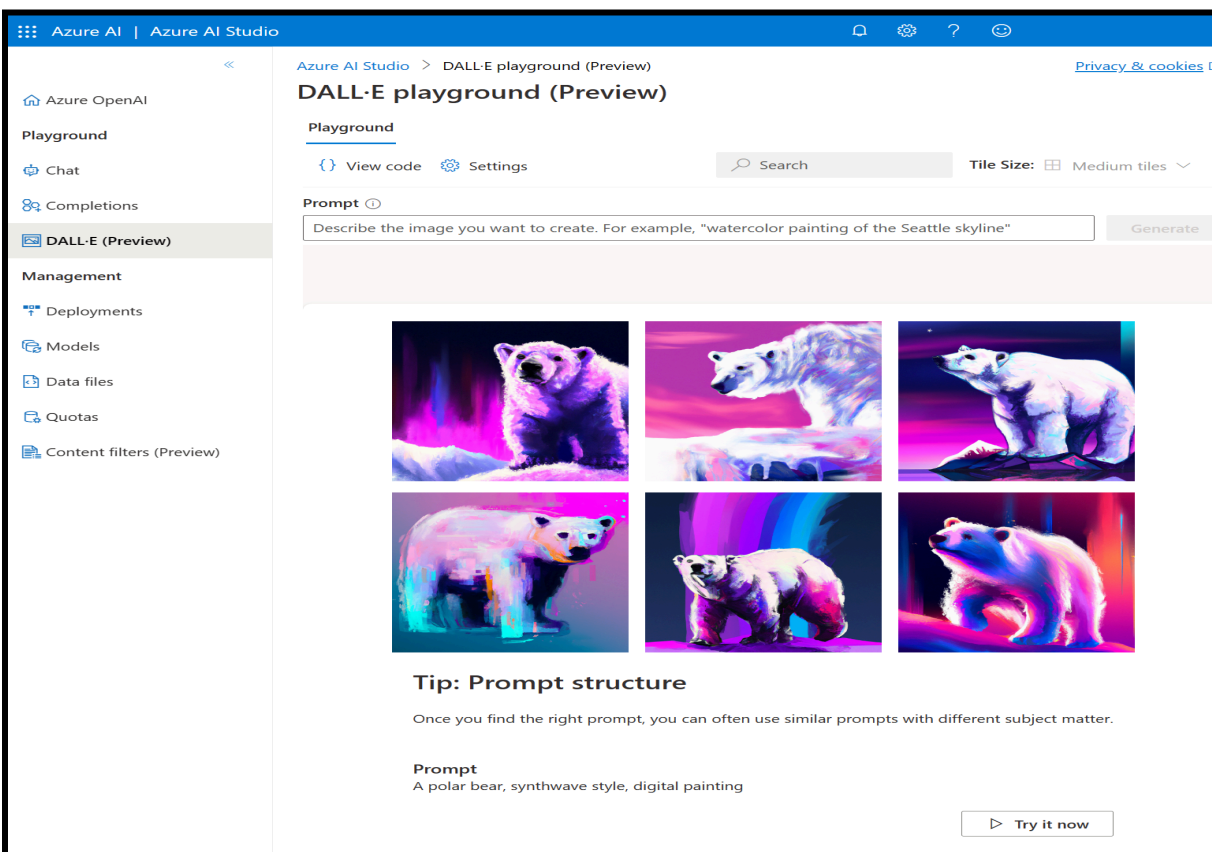 Azure AI | Azure AI Studio
Azure OpenAI
Playground
Chat
Completions
DALL·E (Preview)
Management
Deployments
Models
Data files
Quotas
Content filters (Preview)
Azure AI Studio > DALL·E playground (Preview)
Privacy & cookies
DALL·E playground (Preview)
Playground
{} View code Settings Search Tile Size: Medium tiles
Prompt
Describe the image you want to create. For example, "watercolor painting of the Seattle skyline" Generate
Tip: Prompt structure
Once you find the right prompt, you can often use similar prompts with different subject matter.
Prompt
A polar bear, synthwave style, digital painting
Try it now